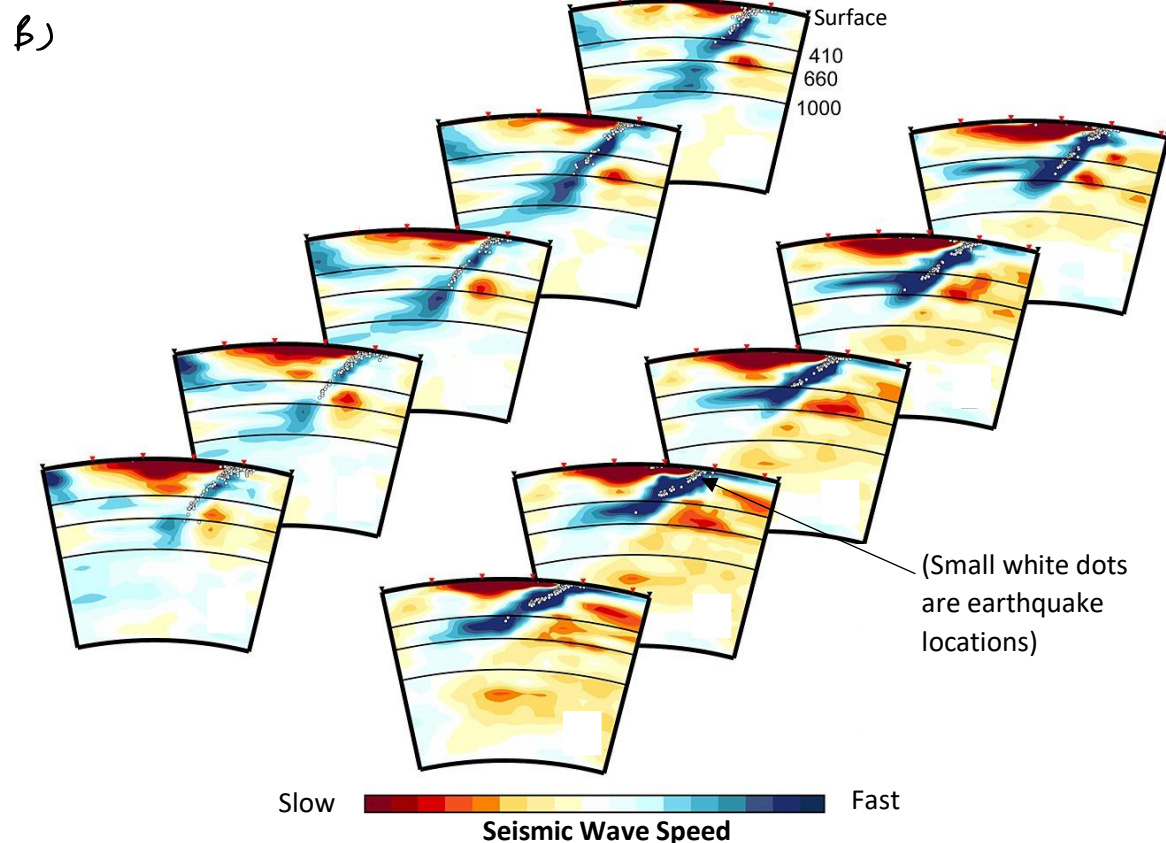 B)
Surface
410
660
1000
(Small white dots
are earthquake
locations)
Slow
Fast
Seismic Wave Speed